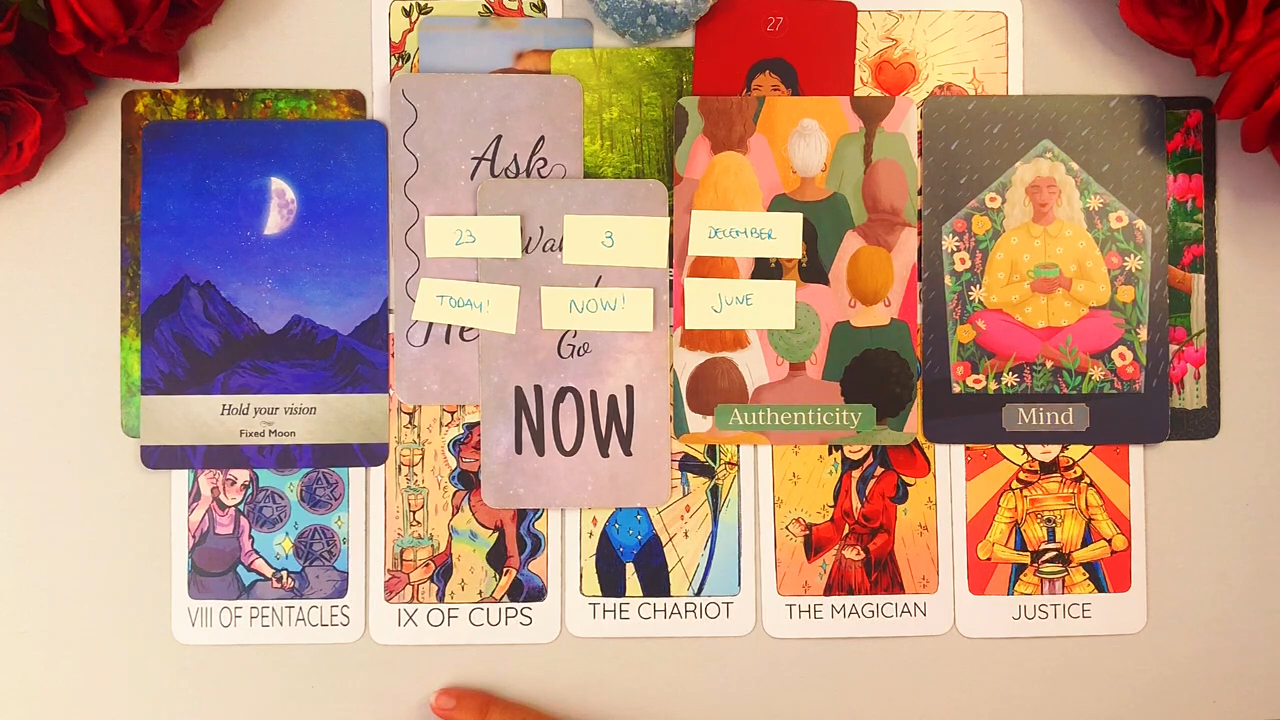 27
Ask
23
3
DECEMBER
TODAY!
NOW!
JUNE
Go
NOW
Hold your vision
Fixed Moon
Authenticity
Mind
VIII OF PENTACLES
IX OF CUPS
THE CHARIOT
THE MAGICIAN
JUSTICE